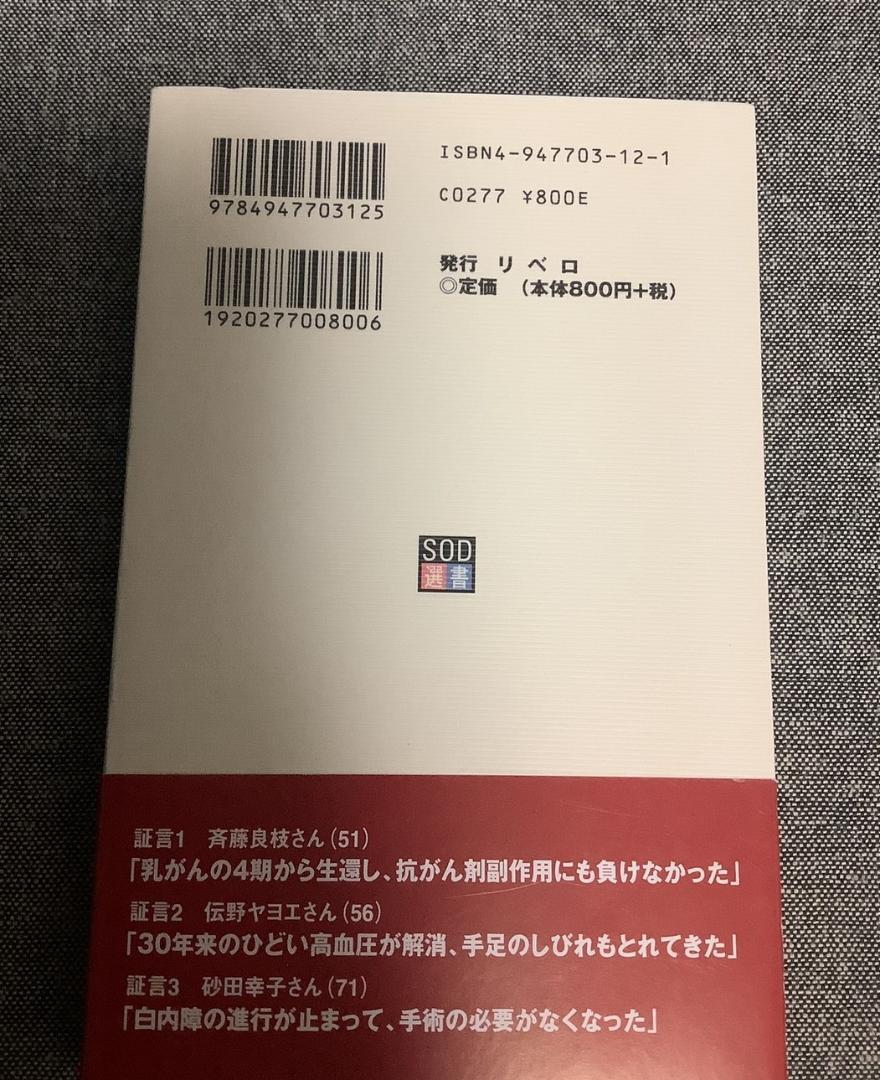 9784947703125
ISBN4-947703-12-1
C0277 ¥800E
1920277008006
発行 リベロ
◎定価 (本体800円+税)
SOD
選書
証言1 斉藤良枝さん(51)
「乳がんの4期から生還し、抗がん剤副作用にも負けなかった」
証言2 伝野ヤヨエさん(56)
「30年来のひどい高血圧が解消、手足のしびれもとれてきた」
証言3 砂田幸子さん(71)
「白内障の進行が止まって、手術の必要がなくなった」